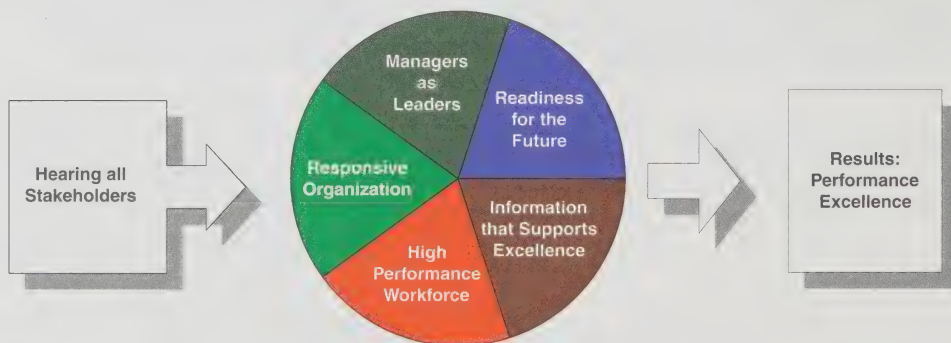 Hearing all
Stakeholders
Managers
as
Leaders
Readiness
for the
Future
Responsive
Organization
Information
that Supports
Excellence
High
Performance
Workforce
Results:
Performance
Excellence